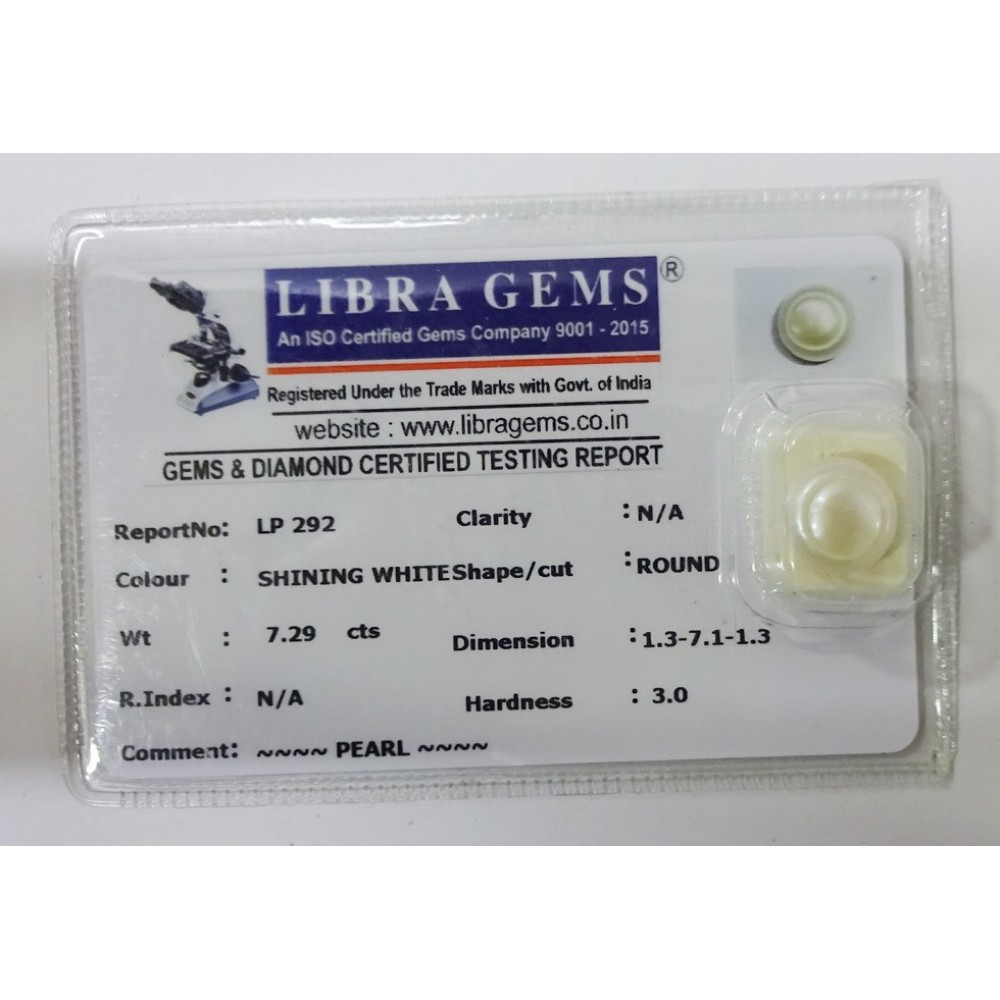 LIBRA GEMS ®
An ISO Certified Gems Company 9001 - 2015
Registered Under the Trade Marks with Govt. of India
website : www.libragems.co.in
GEMS & DIAMOND CERTIFIED TESTING REPORT
ReportNo: LP 292 Clarity : N/A
Colour : SHINING WHITE Shape/cut : ROUND
Wt : 7.29 cts Dimension : 1.3-7.1-1.3
R.Index : N/A Hardness : 3.0
Comment: ~~~~ PEARL ~~~~